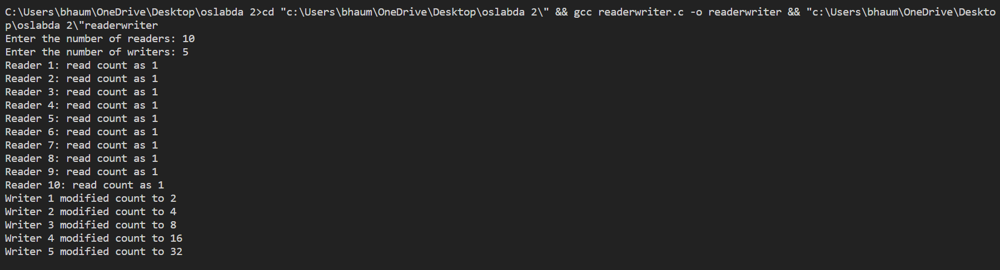 C:\Users\bhaum\OneDrive\Desktop\oslabda 2>cd "c:\Users\bhaum\OneDrive\Desktop\oslabda 2\" && gcc readerwriter.c -o readerwriter && "c:\Users\bhaum\OneDrive\Deskto
p\oslabda 2\"readerwriter
Enter the number of readers: 10
Enter the number of writers: 5
Reader 1: read count as 1
Reader 2: read count as 1
Reader 3: read count as 1
Reader 4: read count as 1
Reader 5: read count as 1
Reader 6: read count as 1
Reader 7: read count as 1
Reader 8: read count as 1
Reader 9: read count as 1
Reader 10: read count as 1
Writer 1 modified count to 2
Writer 2 modified count to 4
Writer 3 modified count to 8
Writer 4 modified count to 16
Writer 5 modified count to 32